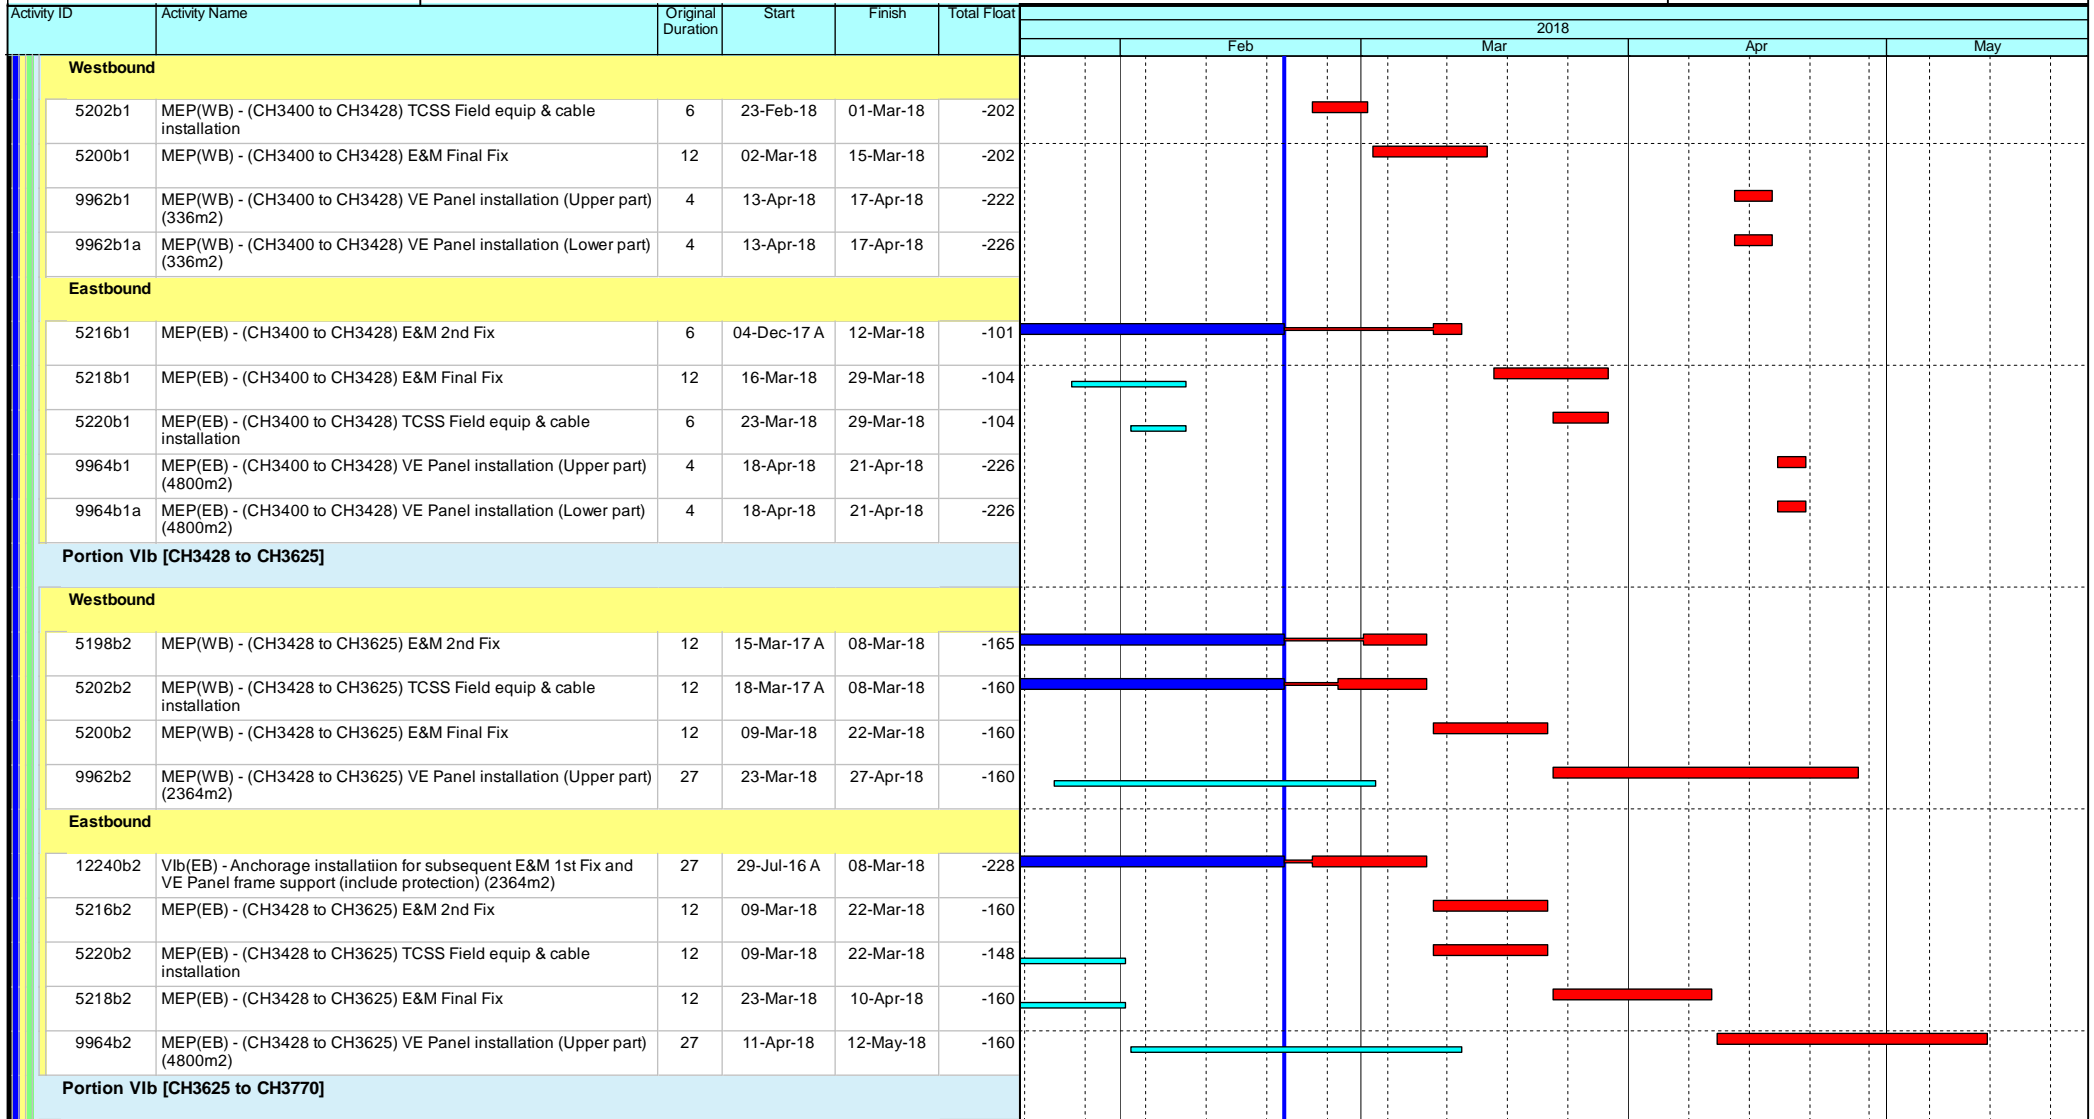 Activity ID Activity Name Original Start Finish Total Float
Duration
2018
Feb Mar Apr May
Westbound
5202b1 MEP(WB) - (CH3400 to CH3428) TCSS Field equip & cable 6 23-Feb-18 01-Mar-18 -202
installation
5200b1 MEP(WB) - (CH3400 to CH3428) E&M Final Fix 12 02-Mar-18 15-Mar-18 -202
9962b1 MEP(WB) - (CH3400 to CH3428) VE Panel installation (Upper part) 4 13-Apr-18 17-Apr-18 -222
(336m2)
9962b1a MEP(WB) - (CH3400 to CH3428) VE Panel installation (Lower part) 4 13-Apr-18 17-Apr-18 -226
(336m2)
Eastbound
5216b1 MEP(EB) - (CH3400 to CH3428) E&M 2nd Fix 6 04-Dec-17 A 12-Mar-18 -101
5218b1 MEP(EB) - (CH3400 to CH3428) E&M Final Fix 12 16-Mar-18 29-Mar-18 -104
5220b1 MEP(EB) - (CH3400 to CH3428) TCSS Field equip & cable 6 23-Mar-18 29-Mar-18 -104
installation
9964b1 MEP(EB) - (CH3400 to CH3428) VE Panel installation (Upper part) 4 18-Apr-18 21-Apr-18 -226
(4800m2)
9964b1a MEP(EB) - (CH3400 to CH3428) VE Panel installation (Lower part) 4 18-Apr-18 21-Apr-18 -226
(4800m2)
Portion VIb [CH3428 to CH3625]
Westbound
5198b2 MEP(WB) - (CH3428 to CH3625) E&M 2nd Fix 12 15-Mar-17 A 08-Mar-18 -165
5202b2 MEP(WB) - (CH3428 to CH3625) TCSS Field equip & cable 12 18-Mar-17 A 08-Mar-18 -160
installation
5200b2 MEP(WB) - (CH3428 to CH3625) E&M Final Fix 12 09-Mar-18 22-Mar-18 -160
9962b2 MEP(WB) - (CH3428 to CH3625) VE Panel installation (Upper part) 27 23-Mar-18 27-Apr-18 -160
(2364m2)
Eastbound
12240b2 VIb(EB) - Anchorage installatiion for subsequent E&M 1st Fix and 27 29-Jul-16 A 08-Mar-18 -228
VE Panel frame support (include protection) (2364m2)
5216b2 MEP(EB) - (CH3428 to CH3625) E&M 2nd Fix 12 09-Mar-18 22-Mar-18 -160
5220b2 MEP(EB) - (CH3428 to CH3625) TCSS Field equip & cable 12 09-Mar-18 22-Mar-18 -148
installation
5218b2 MEP(EB) - (CH3428 to CH3625) E&M Final Fix 12 23-Mar-18 10-Apr-18 -160
9964b2 MEP(EB) - (CH3428 to CH3625) VE Panel installation (Upper part) 27 11-Apr-18 12-May-18 -160
(4800m2)
Portion VIb [CH3625 to CH3770]